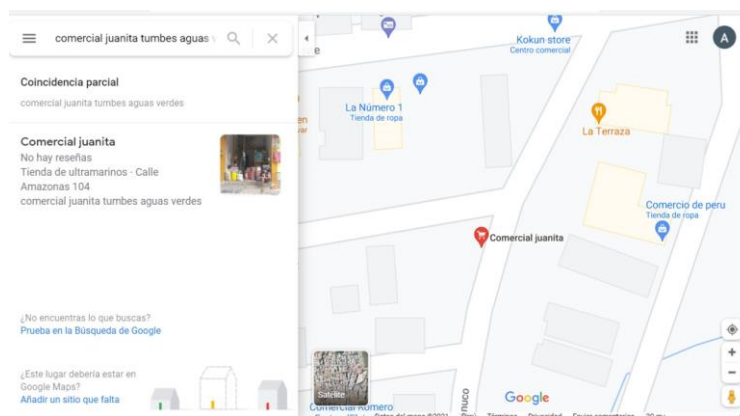 comercial juanita tumbes aguas v
Coincidencia parcial
comercial juanita tumbes aguas verdes
Comercial juanita
No hay reseñas
Tienda de ultramarinos · Calle
Amazonas 104
comercial juanita tumbes aguas verdes
¿No encuentras lo que buscas?
Prueba en la Búsqueda de Google
¿Este lugar debería estar en
Google Maps?
Añadir un sitio que falta
Kokun store
Centro comercial
A
La Número 1
Tienda de ropa
La Terraza
Comercio de peru
Tienda de ropa
Comercial juanita
Satélite
Comercial Romero
Google